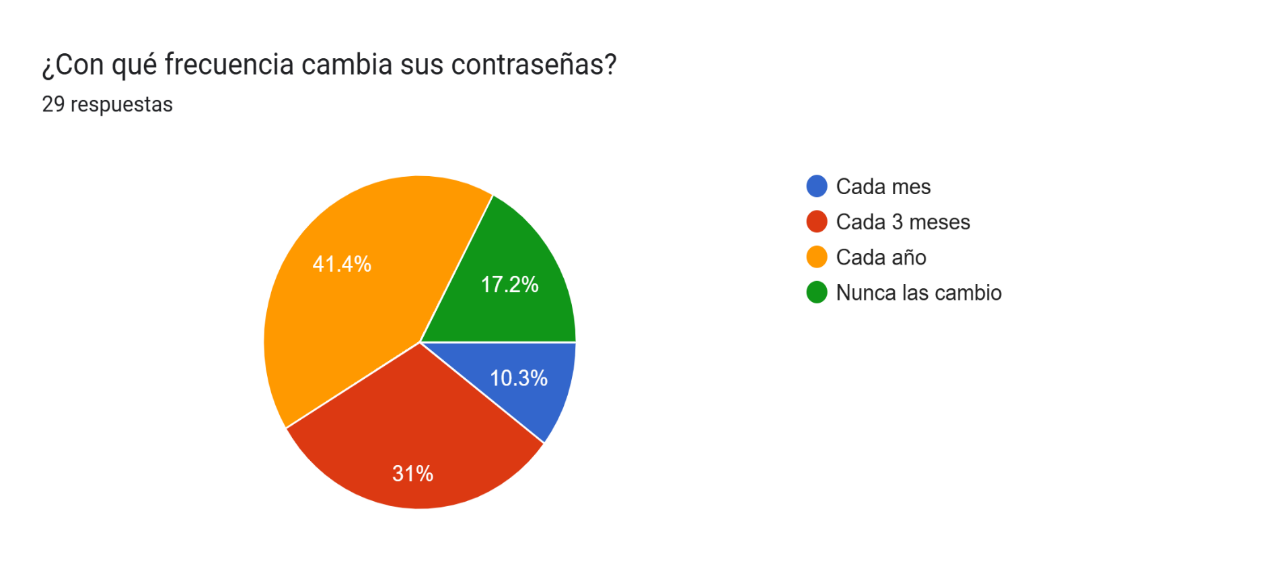 ¿Con qué frecuencia cambia sus contraseñas?
29 respuestas
Cada mes
Cada 3 meses
Cada año
Nunca las cambio
41.4%
17.2%
10.3%
31%